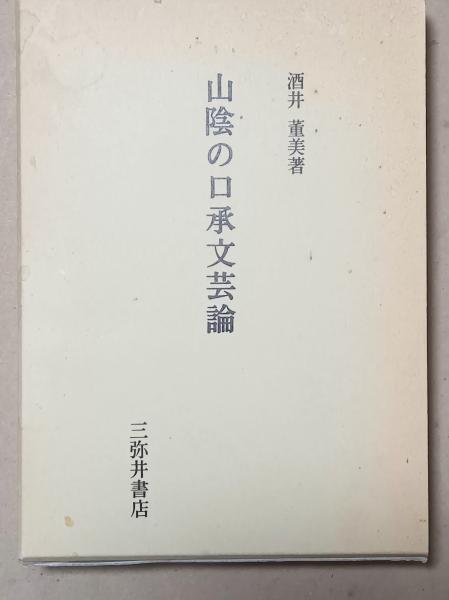 酒井 董美著
山陰の口承文芸論
三弥井書店